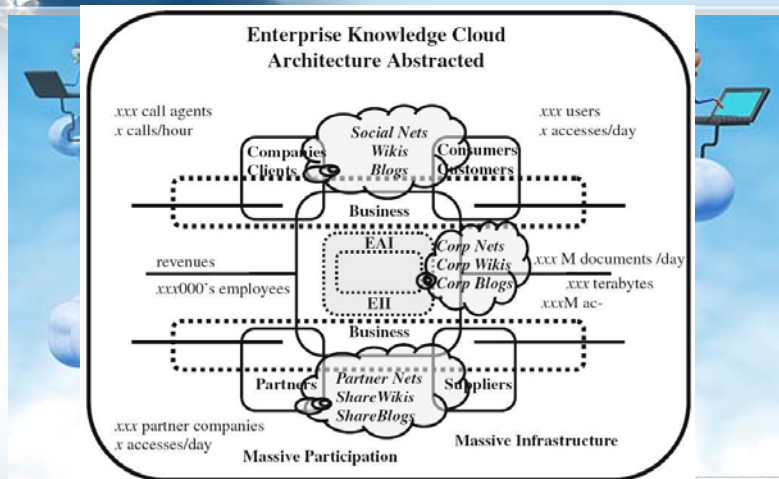 Enterprise Knowledge Cloud
Architecture Abstracted
xxx call agents
x calls/hour
xxx users
x accesses/day
Social Nets
Wikis
Blogs
Companies
Clients
Consumers
Customers
Business
EAI
EII
Corp Nets
Corp Wikis
Corp Blogs
revenues
xxx000's employees
xxx M documents /day
xxx terabytes
xxxM ac-
Business
Partners
Partner Nets
ShareWikis
ShareBlogs
Suppliers
xxx partner companies
x accesses/day
Massive Participation
Massive Infrastructure